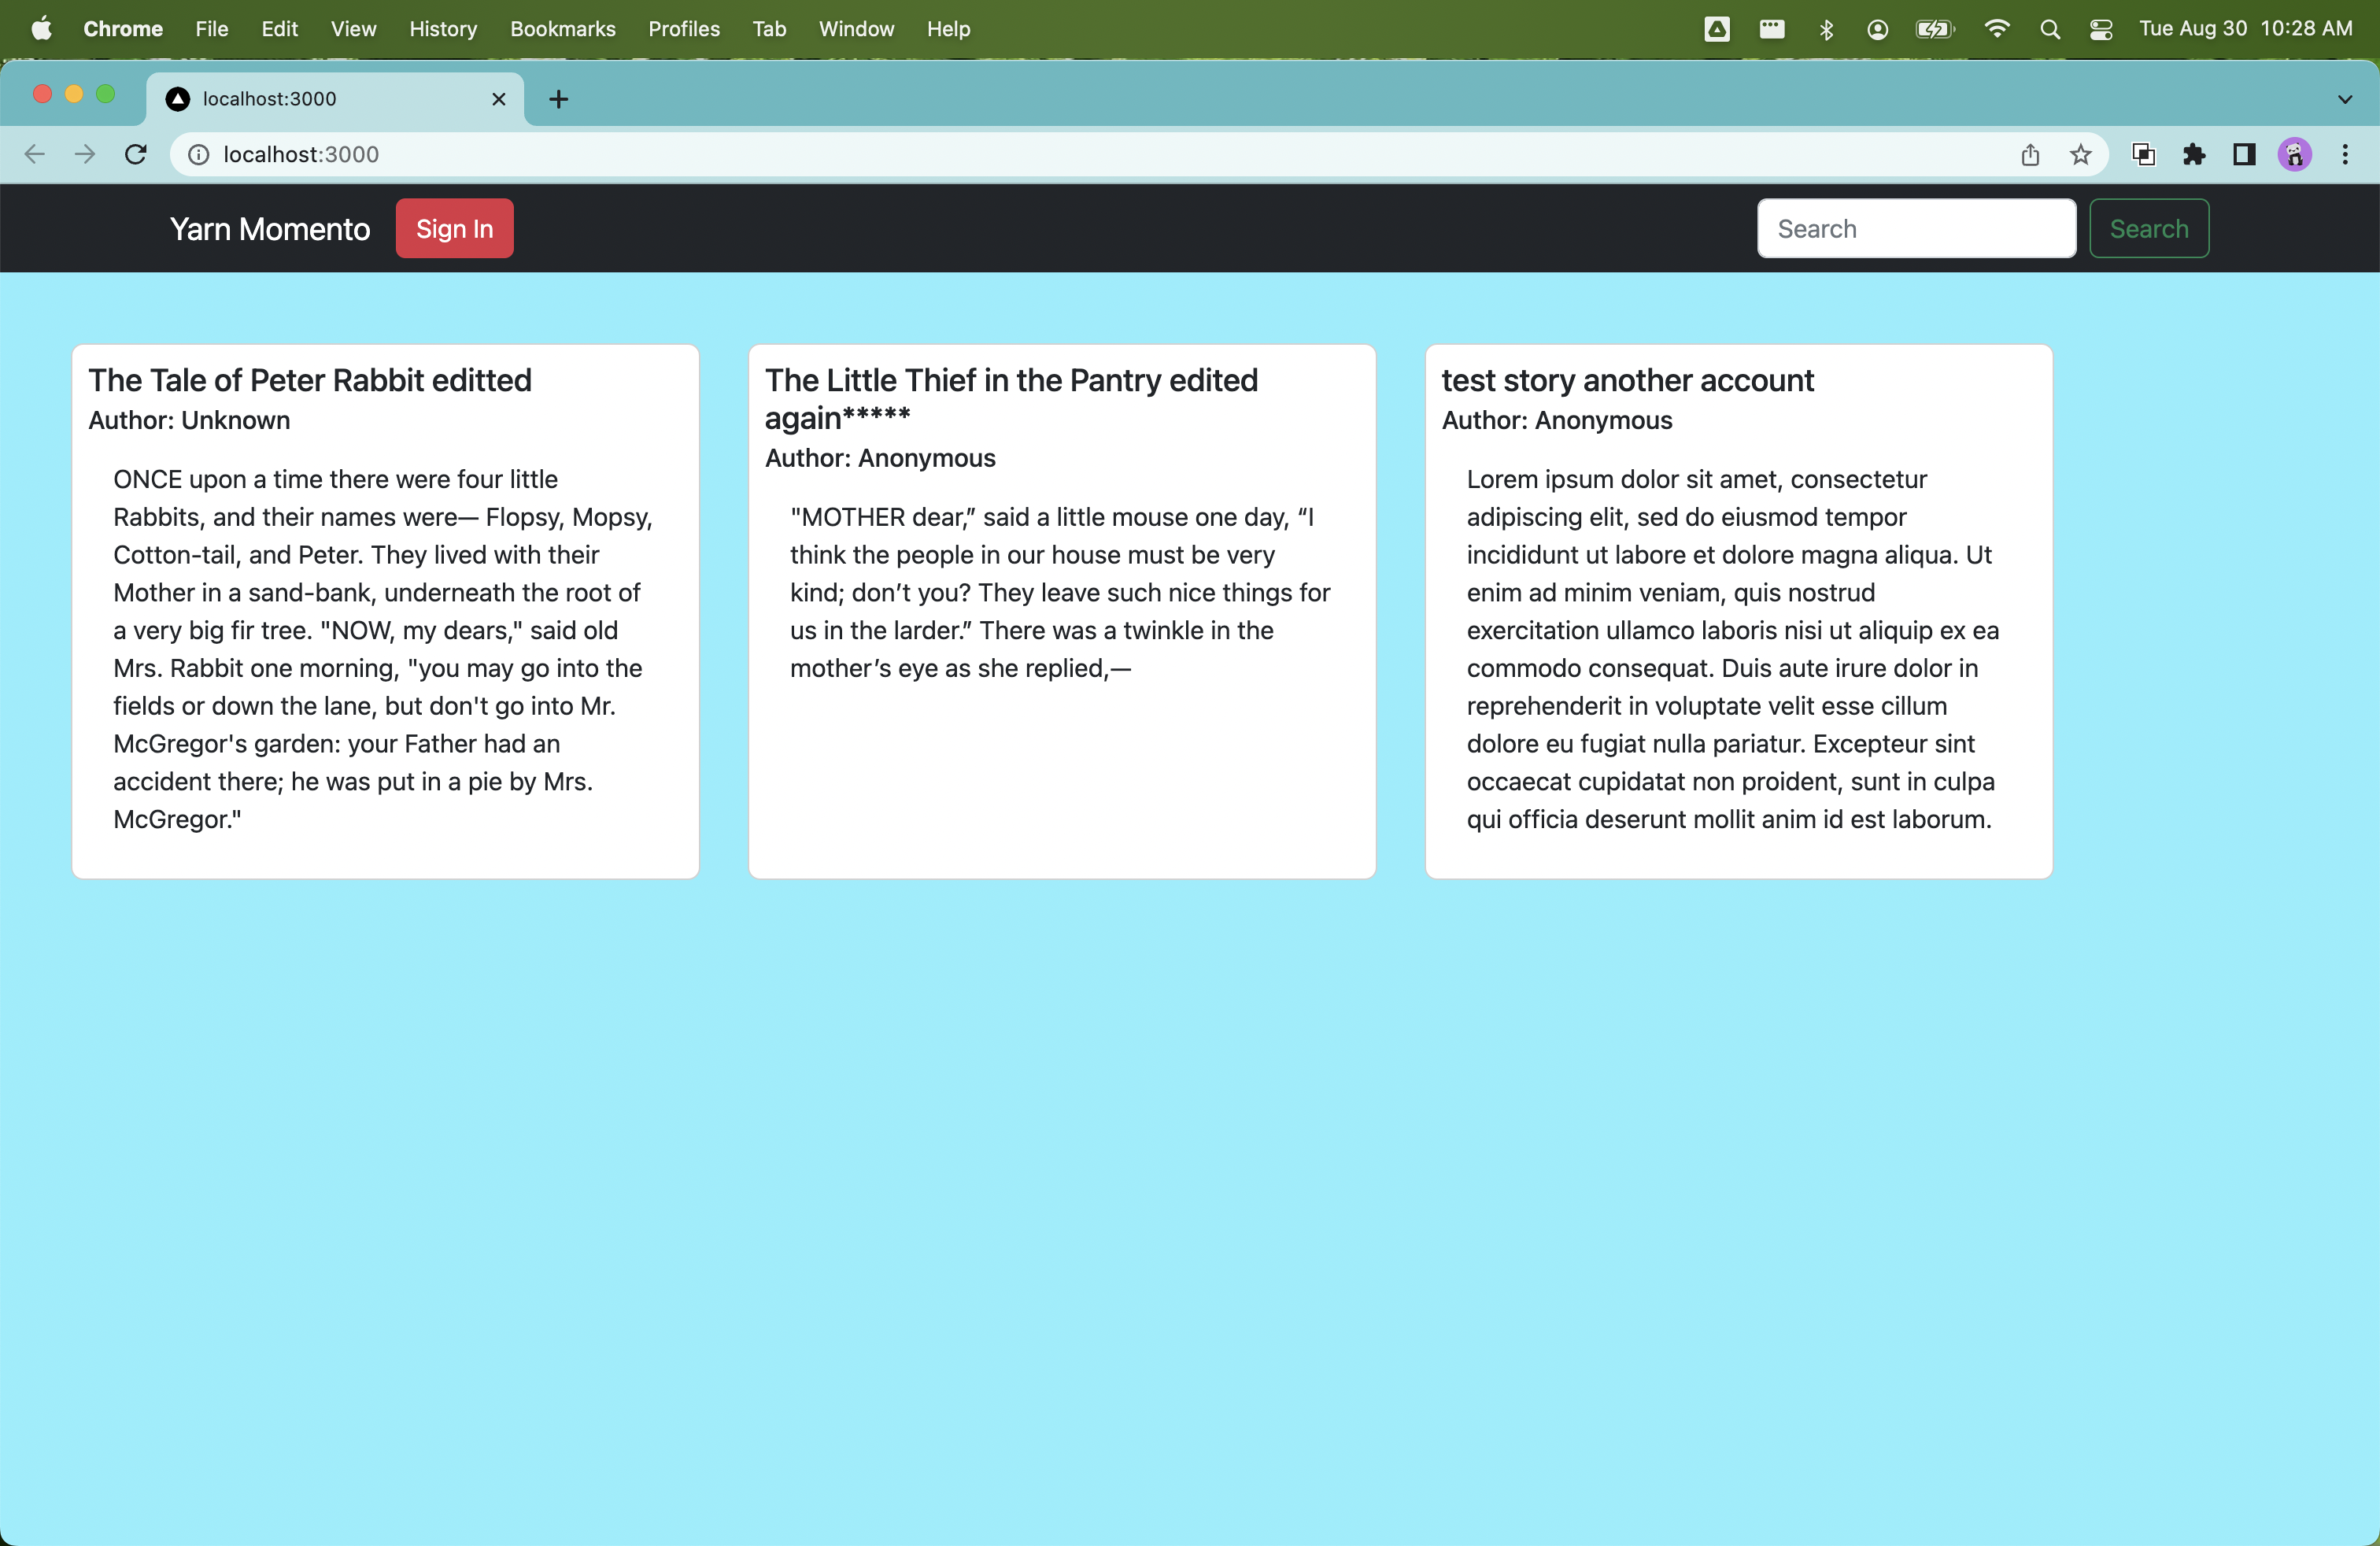 Chrome File Edit View History Bookmarks Profiles Tab Window Help Tue Aug 30 10:28 AM
localhost:3000
localhost:3000
Yarn Momento Sign In Search Search
The Tale of Peter Rabbit editted
Author: Unknown
ONCE upon a time there were four little
Rabbits, and their names were— Flopsy, Mopsy,
Cotton-tail, and Peter. They lived with their
Mother in a sand-bank, underneath the root of
a very big fir tree. "NOW, my dears," said old
Mrs. Rabbit one morning, "you may go into the
fields or down the lane, but don't go into Mr.
McGregor's garden: your Father had an
accident there; he was put in a pie by Mrs.
McGregor."
The Little Thief in the Pantry edited
again*****
Author: Anonymous
"MOTHER dear,” said a little mouse one day, “I
think the people in our house must be very
kind; don’t you? They leave such nice things for
us in the larder.” There was a twinkle in the
mother’s eye as she replied,—
test story another account
Author: Anonymous
Lorem ipsum dolor sit amet, consectetur
adipiscing elit, sed do eiusmod tempor
incididunt ut labore et dolore magna aliqua. Ut
enim ad minim veniam, quis nostrud
exercitation ullamco laboris nisi ut aliquip ex ea
commodo consequat. Duis aute irure dolor in
reprehenderit in voluptate velit esse cillum
dolore eu fugiat nulla pariatur. Excepteur sint
occaecat cupidatat non proident, sunt in culpa
qui officia deserunt mollit anim id est laborum.